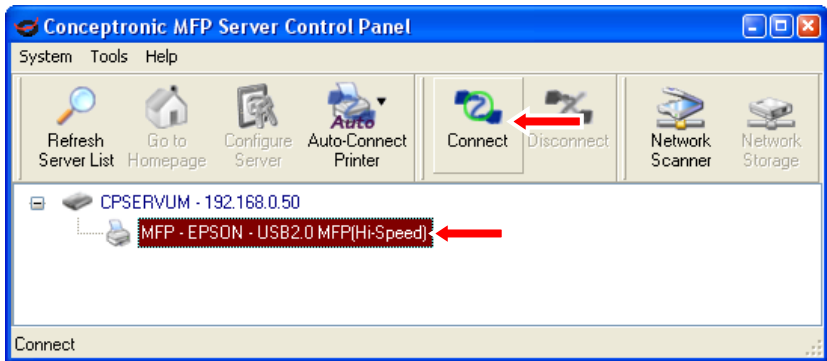 Conceptronic MFP Server Control Panel
System Tools Help
Refresh Server List
Go to Homepage
Configure Server
Auto
Auto-Connect Printer
Connect
Disconnect
Network Scanner
Network Storage
CPSERVUM - 192.168.0.50
MFP - EPSON - USB2.0 MFP(Hi-Speed)
Connect